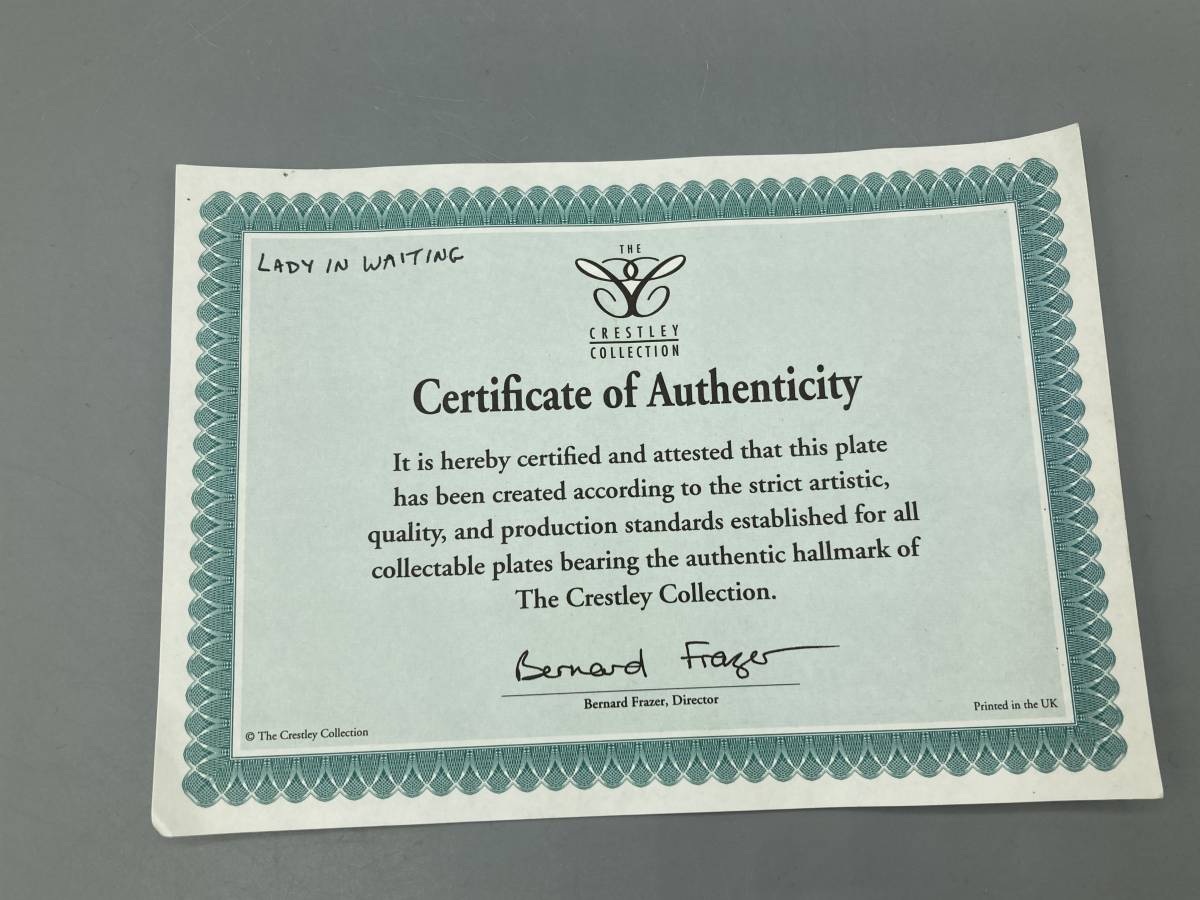 LADY IN WAITING
THE
CRESTLEY
COLLECTION
Certificate of Authenticity
It is hereby certified and attested that this plate
has been created according to the strict artistic,
quality, and production standards established for all
collectable plates bearing the authentic hallmark of
The Crestley Collection.
Bernard Frazer
Bernard Frazer, Director
© The Crestley Collection
Printed in the UK